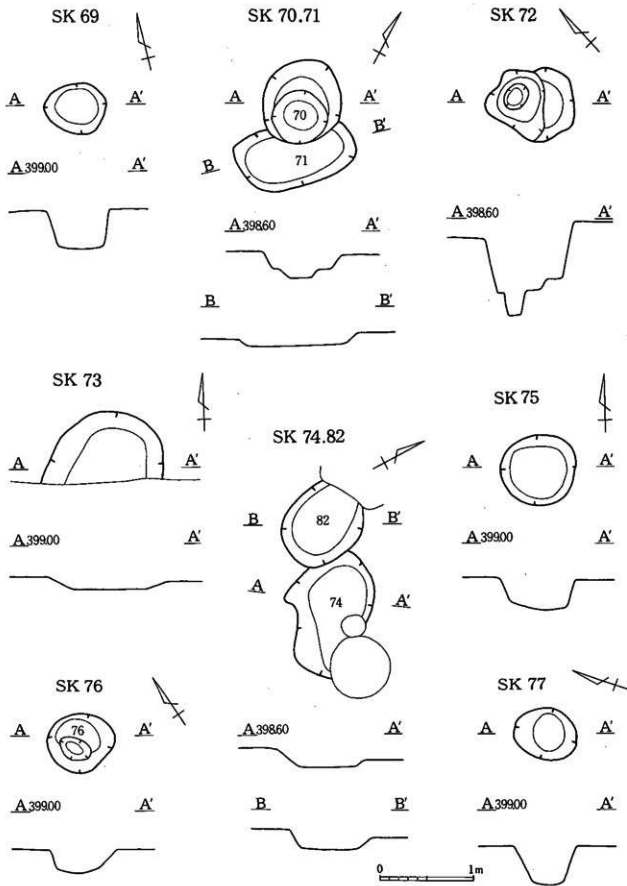 SK 69
A A'
A 399.00 A'
SK 70.71
A A'
70
B'
71
B
A 398.60 A'
B B'
SK 72
A A'
A 398.60 A'
SK 73
A A'
A 399.00 A'
SK 74.82
B 82 B'
A 74 A'
A 398.60 A'
B B'
SK 75
A A'
A 399.00 A'
SK 76
A 76 A'
A 399.00 A'
SK 77
A A'
A 399.00 A'
0 1m